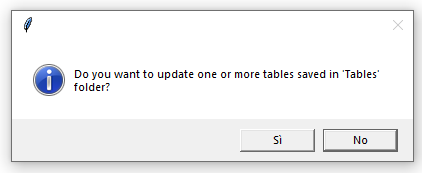 Do you want to update one or more tables saved in 'Tables'
folder?
Sì
No